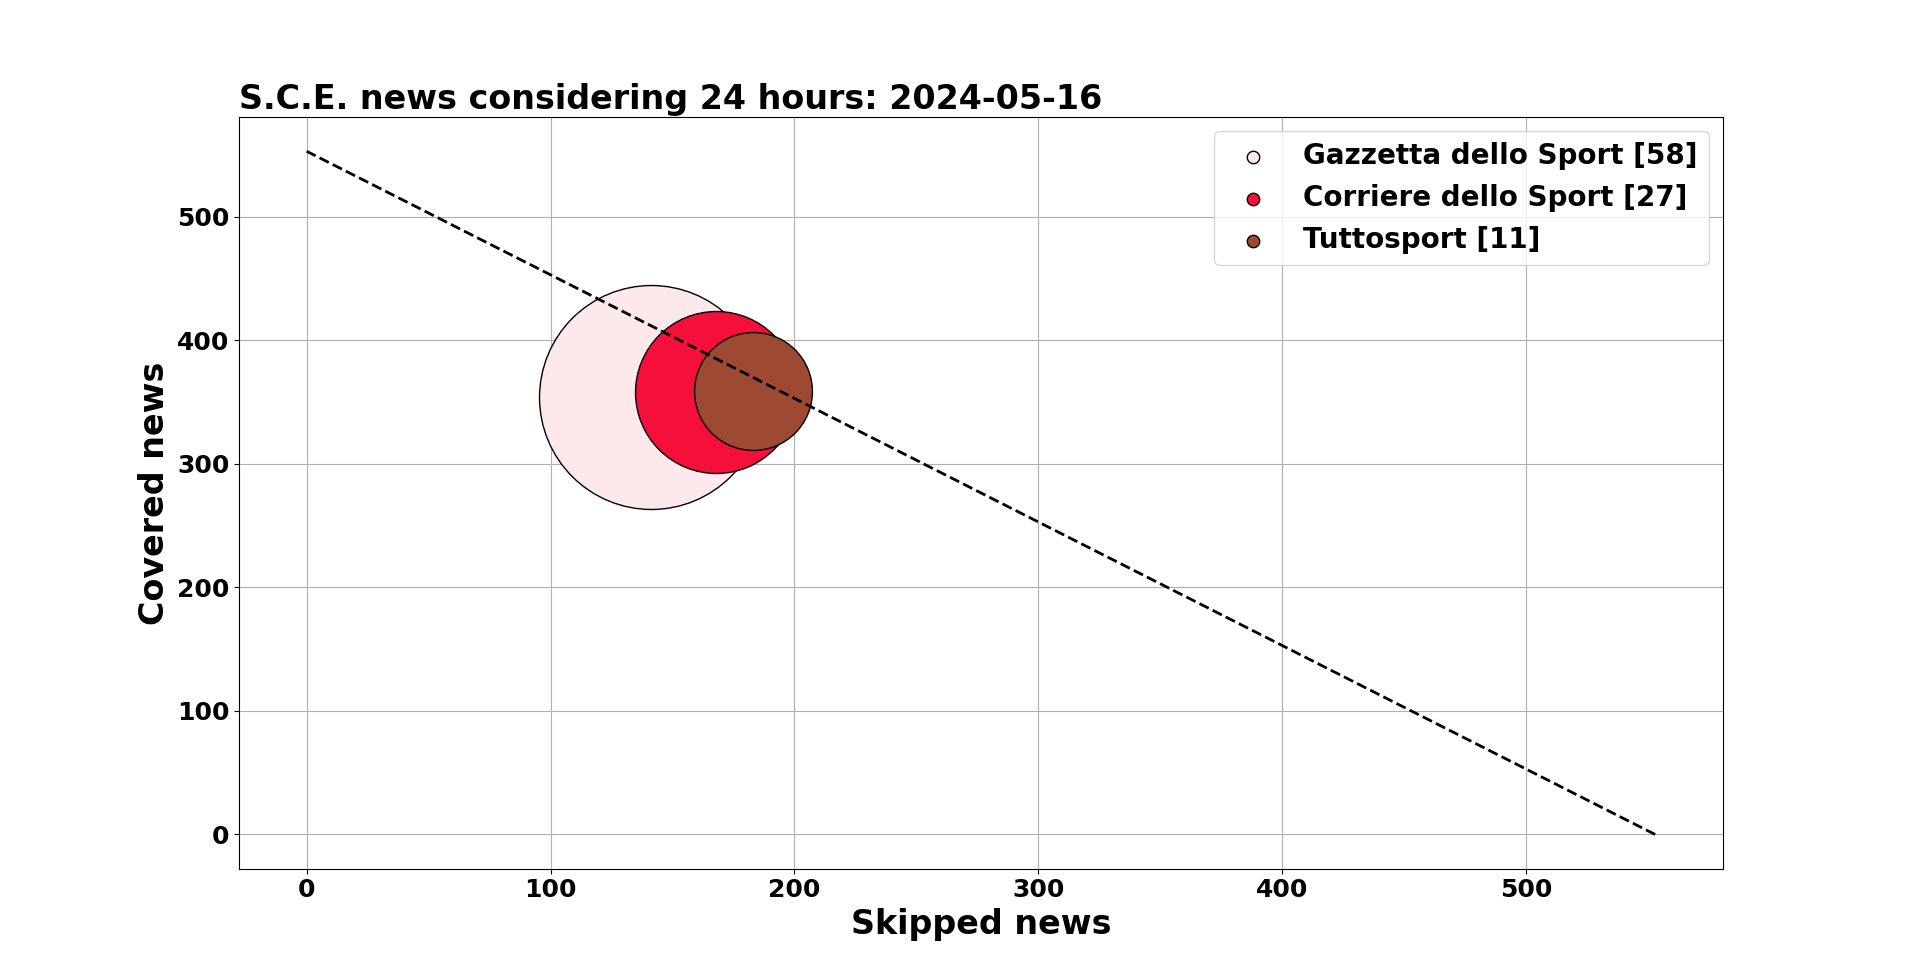 S.C.E. news considering 24 hours: 2024-05-16
Gazzetta dello Sport [58]
Corriere dello Sport [27]
Tuttosport [11]
Covered news
500
400
300
200
100
0
0 100 200 300 400 500
Skipped news